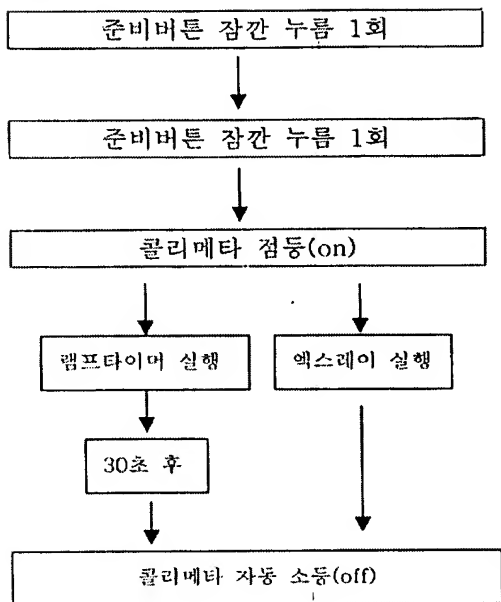 준비버튼 잠깐 누름 1회
준비버튼 잠깐 누름 1회
콜리메타 점등(on)
램프타이머 실행
엑스레이 실행
30초 후
콜리메타 자동 소등(off)